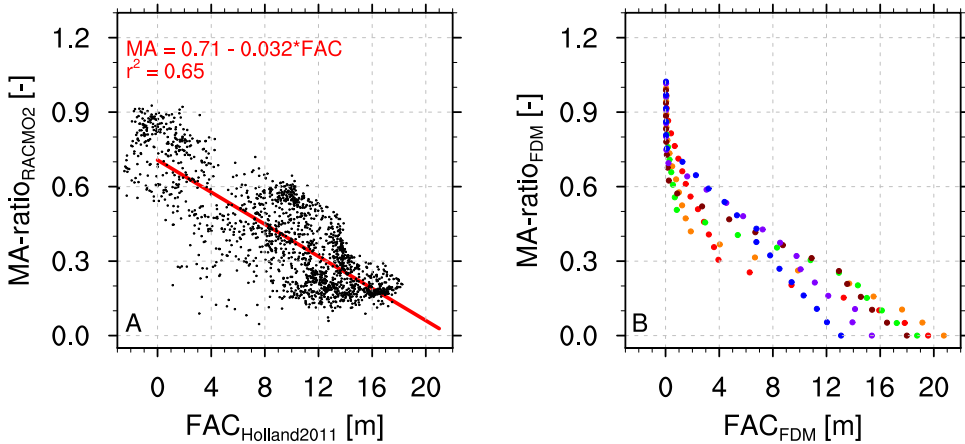 MA = 0.71 - 0.032*FAC
r² = 0.65
MA-ratio_RACMO2 [-]
1.2
0.9
0.6
0.3
0.0
A
0 4 8 12 16 20
FAC_Holland2011 [m]
MA-ratio_FDM [-]
1.2
0.9
0.6
0.3
0.0
B
0 4 8 12 16 20
FAC_FDM [m]